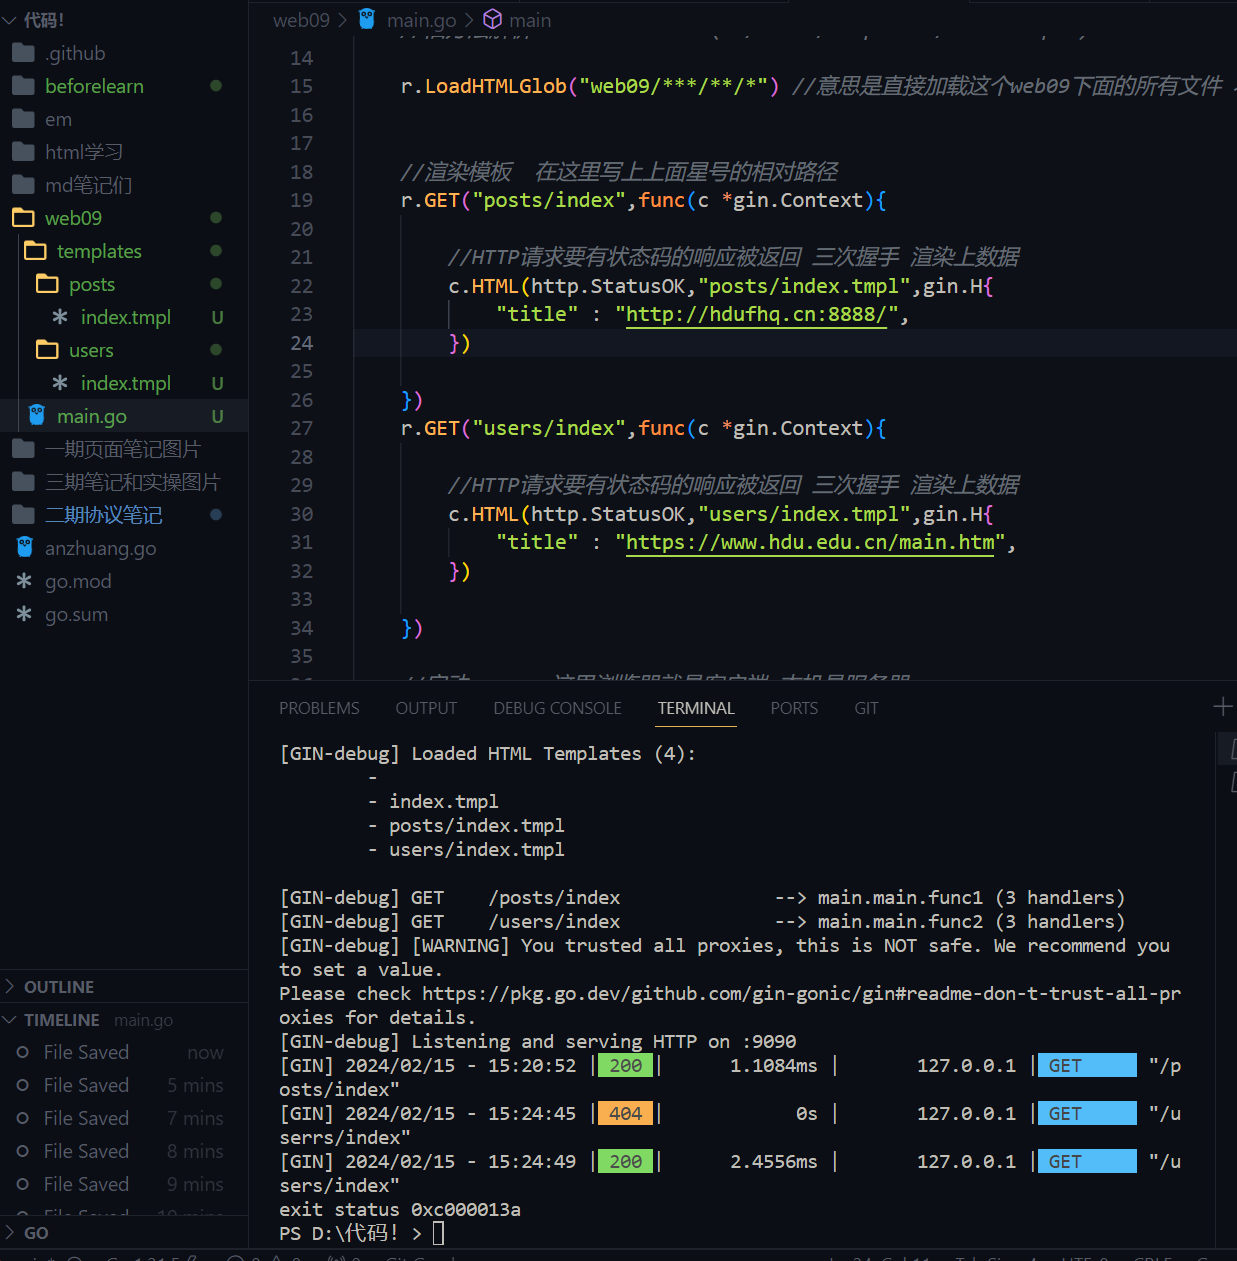 代码!
.github
beforelearn
em
html学习
md笔记们
web09
templates
posts
index.tmpl U
users
index.tmpl U
main.go U
一期页面笔记图片
三期笔记和实操图片
二期协议笔记
anzhuang.go
go.mod
go.sum
OUTLINE
TIMELINE main.go
File Saved now
File Saved 5 mins
File Saved 7 mins
File Saved 8 mins
File Saved 9 mins
File Saved 10 mins
GO
web09 > main.go > main
14
15 r.LoadHTMLGlob("web09/***/**/*") //意思是直接加载这个web09下面的所有文件
16
17
18 //渲染模板 在这里写上上面星号的相对路径
19 r.GET("posts/index",func(c *gin.Context){
20
21 //HTTP请求要有状态码的响应被返回 三次握手 渲染上数据
22 c.HTML(http.StatusOK,"posts/index.tmpl",gin.H{
23 "title" : "http://hdufhq.cn:8888/",
24 })
25
26 })
27 r.GET("users/index",func(c *gin.Context){
28
29 //HTTP请求要有状态码的响应被返回 三次握手 渲染上数据
30 c.HTML(http.StatusOK,"users/index.tmpl",gin.H{
31 "title" : "https://www.hdu.edu.cn/main.htm",
32 })
33
34 })
35
PROBLEMS OUTPUT DEBUG CONSOLE TERMINAL PORTS GIT
[GIN-debug] Loaded HTML Templates (4):
-
- index.tmpl
- posts/index.tmpl
- users/index.tmpl
[GIN-debug] GET /posts/index --> main.main.func1 (3 handlers)
[GIN-debug] GET /users/index --> main.main.func2 (3 handlers)
[GIN-debug] [WARNING] You trusted all proxies, this is NOT safe. We recommend you
to set a value.
Please check https://pkg.go.dev/github.com/gin-gonic/gin#readme-don-t-trust-all-pr
oxies for details.
[GIN-debug] Listening and serving HTTP on :9090
[GIN] 2024/02/15 - 15:20:52 | 200 | 1.1084ms | 127.0.0.1 | GET "/p
osts/index"
[GIN] 2024/02/15 - 15:24:45 | 404 | 0s | 127.0.0.1 | GET "/u
serrs/index"
[GIN] 2024/02/15 - 15:24:49 | 200 | 2.4556ms | 127.0.0.1 | GET "/u
sers/index"
exit status 0xc000013a
PS D:\代码! >